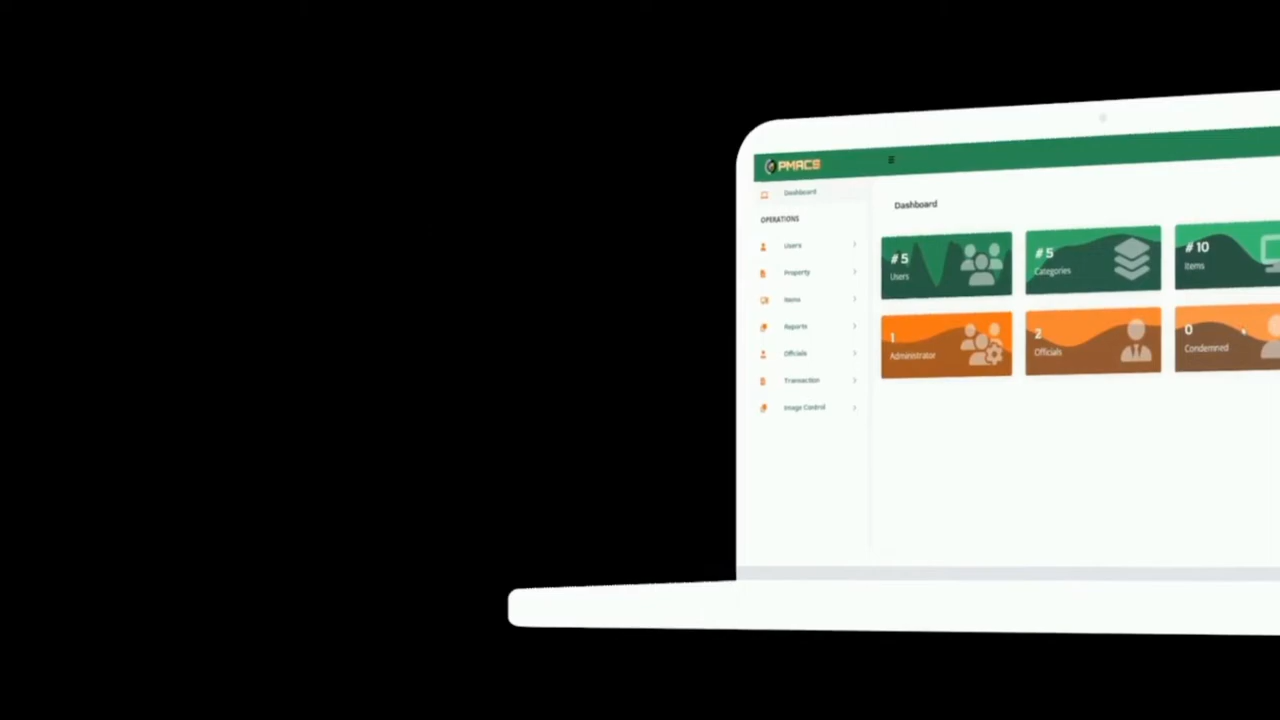 PMACS
Dashboard
OPERATIONS
Users
Property
Items
Reports
Officials
Transaction
Image Control
Dashboard
# 5
Users
# 5
Categories
# 10
Items
1
Administrator
2
Officials
0
Condemned